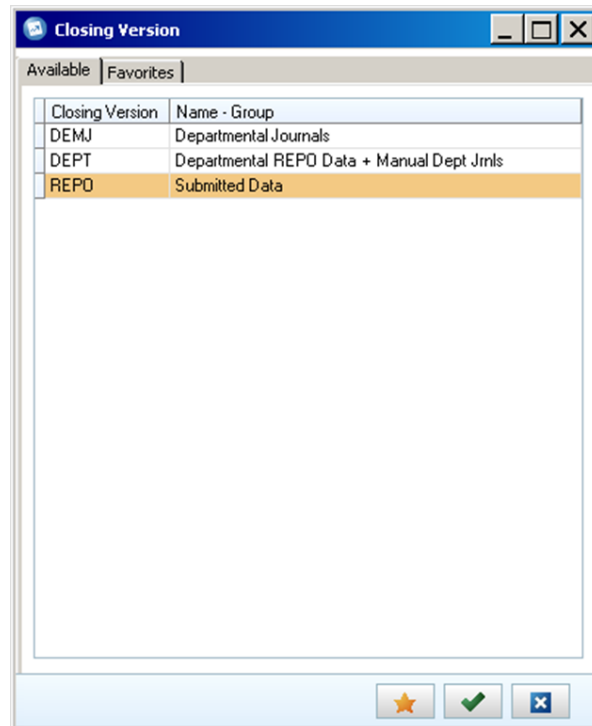 Closing Version
Available Favorites
Closing Version Name - Group
DEMJ Departmental Journals
DEPT Departmental REPO Data + Manual Dept Jrnls
REPO Submitted Data